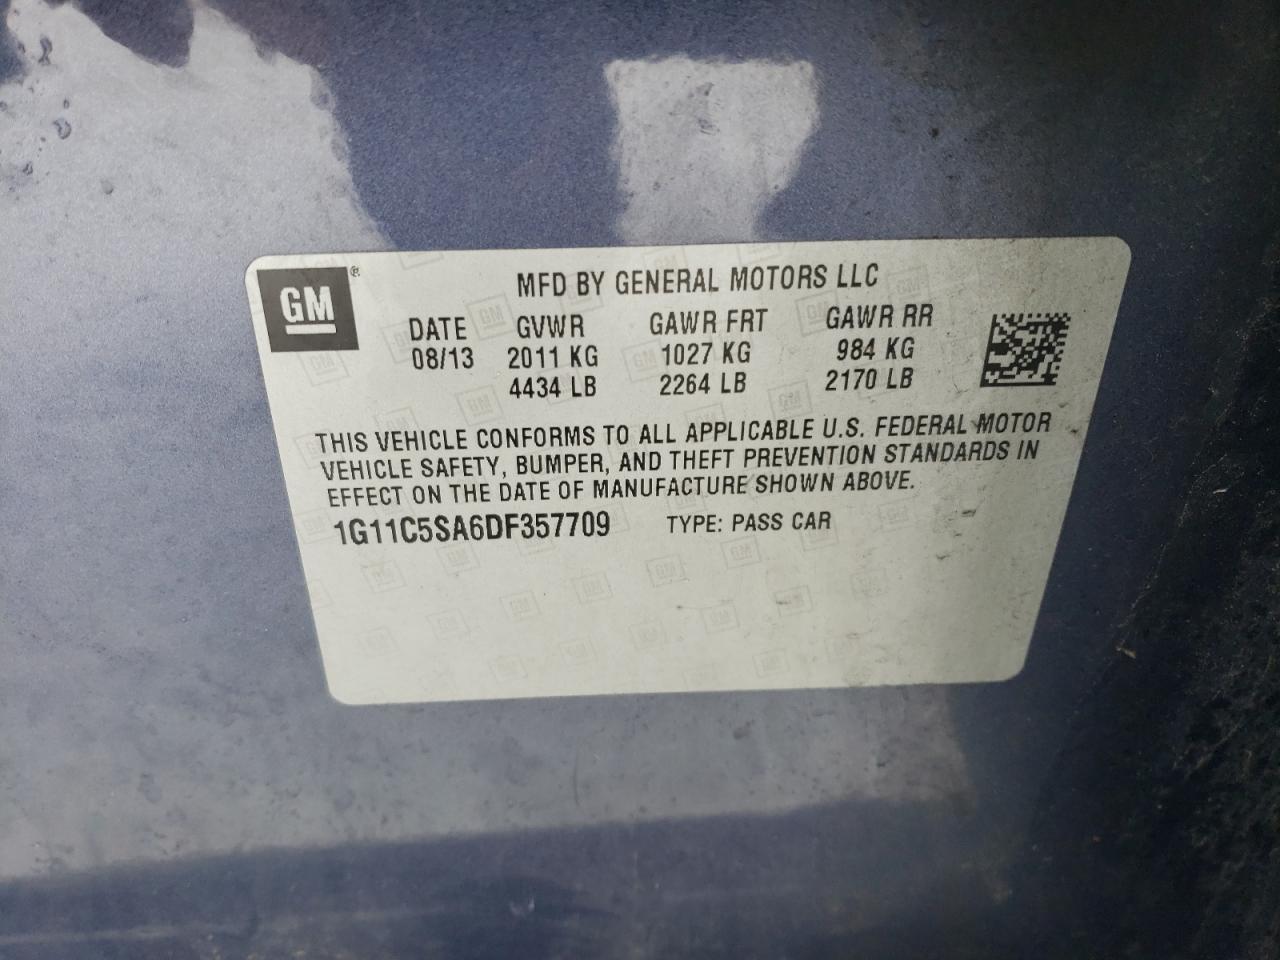 GM ®
MFD BY GENERAL MOTORS LLC
DATE GVWR GAWR FRT GAWR RR
08/13 2011 KG 1027 KG 984 KG
4434 LB 2264 LB 2170 LB
THIS VEHICLE CONFORMS TO ALL APPLICABLE U.S. FEDERAL MOTOR
VEHICLE SAFETY, BUMPER, AND THEFT PREVENTION STANDARDS IN
EFFECT ON THE DATE OF MANUFACTURE SHOWN ABOVE.
1G11C5SA6DF357709 TYPE: PASS CAR